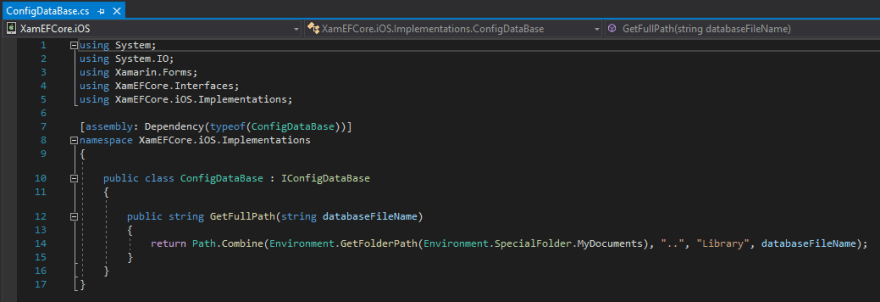 ConfigDataBase.cs
XamEFCore.iOS XamEFCore.iOS.Implementations.ConfigDataBase GetFullPath(string databaseFileName)
1 using System;
2 using System.IO;
3 using Xamarin.Forms;
4 using XamEFCore.Interfaces;
5 using XamEFCore.iOS.Implementations;
6
7 [assembly: Dependency(typeof(ConfigDataBase))]
8 namespace XamEFCore.iOS.Implementations
9 {
10 public class ConfigDataBase : IConfigDataBase
11 {
12 public string GetFullPath(string databaseFileName)
13 {
14 return Path.Combine(Environment.GetFolderPath(Environment.SpecialFolder.MyDocuments), "..", "Library", databaseFileName);
15 }
16 }
17 }